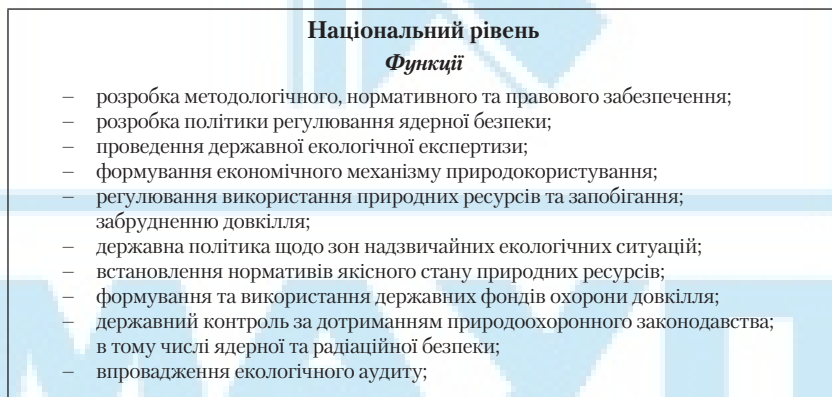 Національний рівень
Функції
– розробка методологічного, нормативного та правового забезпечення;
– розробка політики регулювання ядерної безпеки;
– проведення державної екологічної експертизи;
– формування економічного механізму природокористування;
– регулювання використання природних ресурсів та запобігання;
забрудненню довкілля;
– державна політика щодо зон надзвичайних екологічних ситуацій;
– встановлення нормативів якісного стану природних ресурсів;
– формування та використання державних фондів охорони довкілля;
– державний контроль за дотриманням природоохоронного законодавства;
в тому числі ядерної та радіаційної безпеки;
– впровадження екологічного аудиту;